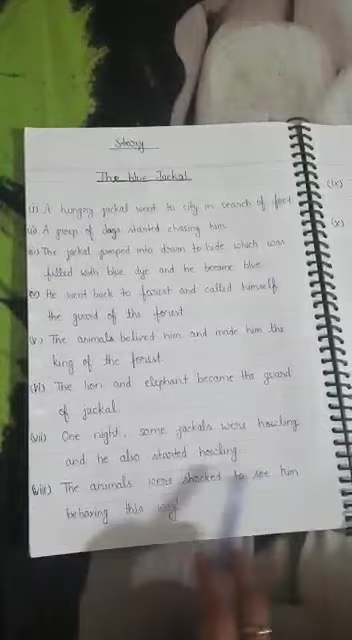 Story
The blue Jackal
(i) A hungry jackal went to city in search of food
(ii) A group of dogs started chasing him
(iii) The jackal jumped into drum to hide which was
filled with blue dye and he became blue
(iv) He went back to forest and called himself
the guard of the forest
(v) The animals belived him and made him the
king of the forest
(vi) The lion and elephant became the guard
of jackal.
(vii) One night, some jackals were howling
and he also started howling
(viii) The animals were shocked to see him
behaving this way!
(ix)
(x)